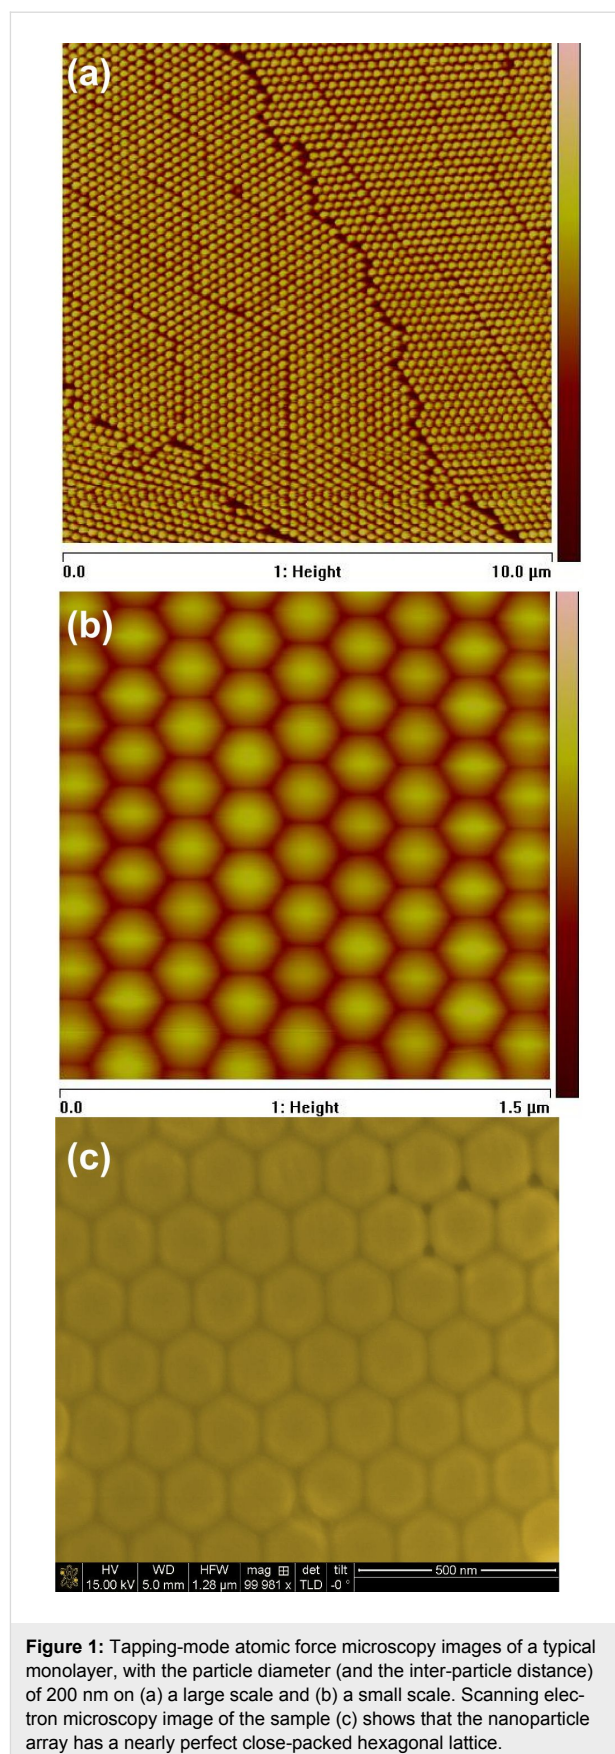 (a)
0.0 1: Height 10.0 µm
(b)
0.0 1: Height 1.5 µm
(c)
HV WD HFW mag det tilt 500 nm
15.00 kV 5.0 mm 1.28 µm 99 981 x TLD -0 °
Figure 1: Tapping-mode atomic force microscopy images of a typical
monolayer, with the particle diameter (and the inter-particle distance)
of 200 nm on (a) a large scale and (b) a small scale. Scanning elec-
tron microscopy image of the sample (c) shows that the nanoparticle
array has a nearly perfect close-packed hexagonal lattice.